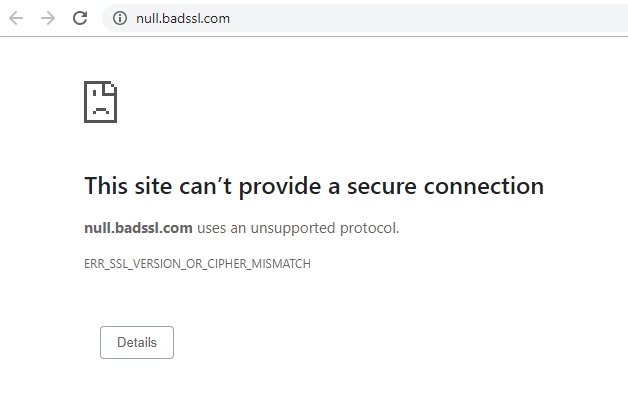 null.badssl.com
This site can’t provide a secure connection
null.badssl.com uses an unsupported protocol.
ERR_SSL_VERSION_OR_CIPHER_MISMATCH
Details